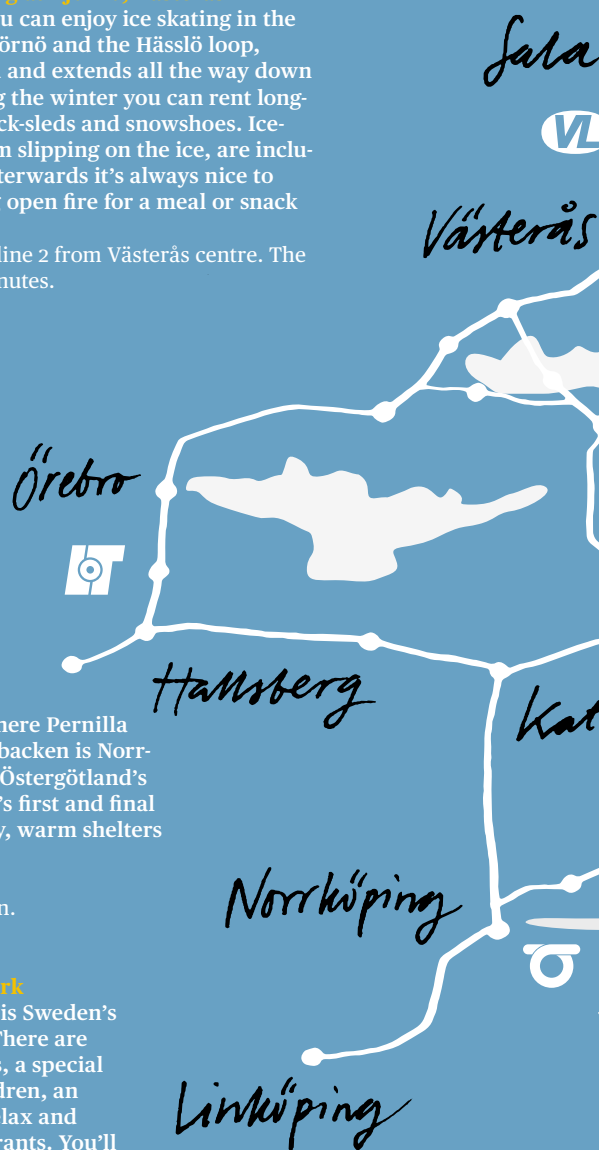 u can enjoy ice skating in the
örnö and the Hässlö loop,
and extends all the way down
g the winter you can rent long-
ck-sleds and snowshoes. Ice-
m slipping on the ice, are inclu-
terwards it's always nice to
g open fire for a meal or snack
line 2 from Västerås centre. The
nutes.
Sala
VL
Västerås
Örebro
LT
Hallsberg
Kat
here Pernilla
backen is Norr-
Östergötland's
's first and final
y, warm shelters
n.
Norrköping
rk
is Sweden's
There are
s, a special
dren, an
elax and
rants. You'll
Linköping